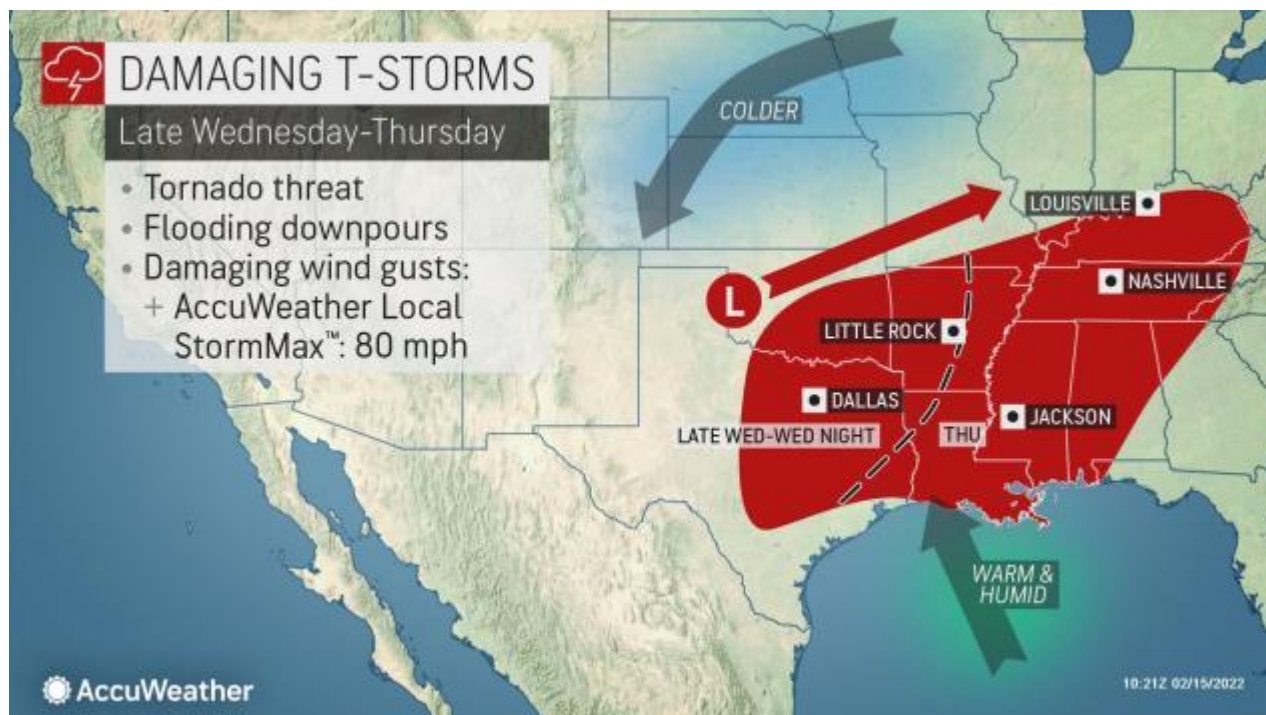 DAMAGING T-STORMS
Late Wednesday-Thursday
• Tornado threat
• Flooding downpours
• Damaging wind gusts:
+ AccuWeather Local
StormMax™: 80 mph
COLDER
LOUISVILLE
NASHVILLE
L
LITTLE ROCK
DALLAS
JACKSON
LATE WED-WED NIGHT
THU
WARM &
HUMID
AccuWeather
10:21Z 02/15/2022